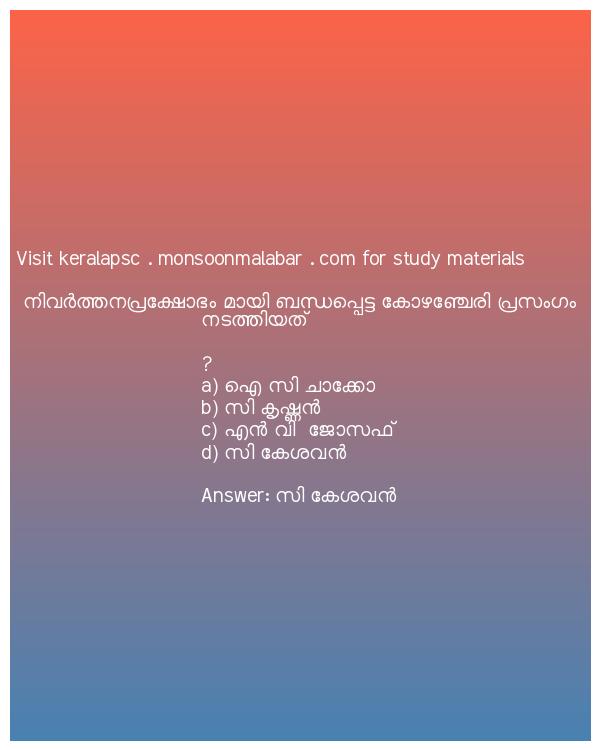 Visit keralapsc . monsoonmalabar . com for study materials
നിവർത്തനപ്രക്ഷോഭം മായി ബന്ധപ്പെട്ട കോഴഞ്ചേരി പ്രസംഗം
നടത്തിയത്
?
a) ഐ സി ചാക്കോ
b) സി കൃഷ്ണൻ
c) എൻ വി ജോസഫ്
d) സി കേശവൻ
Answer: സി കേശവൻ